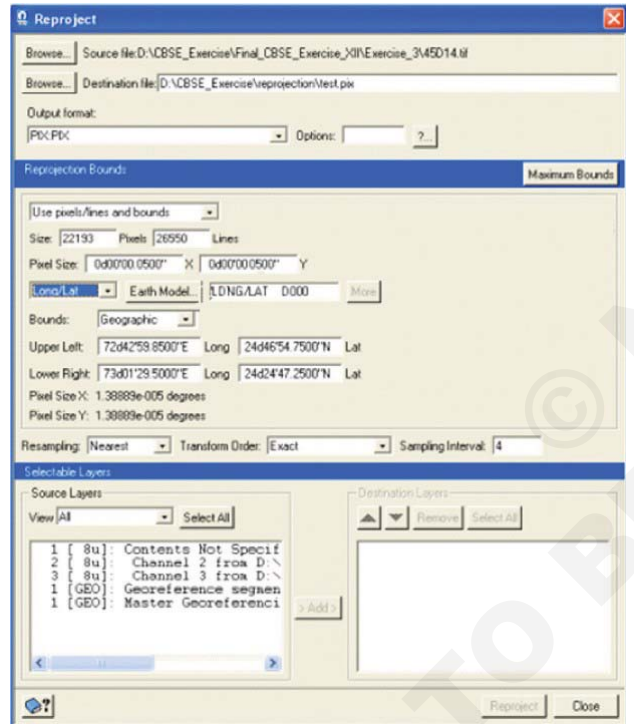 Reproject
Browse... Source file:D:\CBSE_Exercise\Final_CBSE_Exercise_XII\Exercise_3\45D14.tif
Browse... Destination file: D:\CBSE_Exercise\reprojection\test.pix
Output format:
PIX:PIX Options: ?...
Reprojection Bounds Maximum Bounds
Use pixels/lines and bounds
Size: 22193 Pixels 26550 Lines
Pixel Size: 0d00'00.0500" X 0d00'00.0500" Y
Long/Lat Earth Model... LONG/LAT D000 More
Bounds: Geographic
Upper Left: 72d42'59.8500"E Long 24d46'54.7500"N Lat
Lower Right: 73d01'29.5000"E Long 24d24'47.2500"N Lat
Pixel Size X: 1.38889e-005 degrees
Pixel Size Y: 1.38889e-005 degrees
Resampling: Nearest Transform Order: Exact Sampling Interval: 4
Selectable Layers
Source Layers Destination Layers
View All Select All Remove Select All
1 [ 8u]: Contents Not Specif
2 [ 8u]: Channel 2 from D:\
3 [ 8u]: Channel 3 from D:\
1 [GEO]: Georeference segmen
1 [GEO]: Master Georeferenci
> Add >
? Reproject Close
© N
TO B